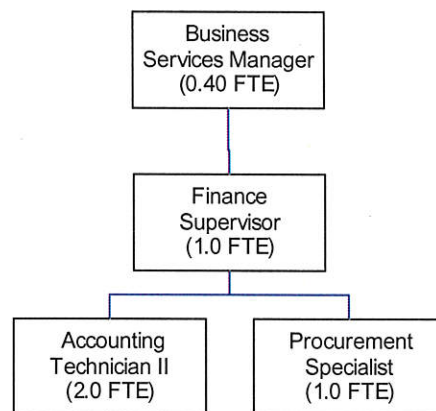 Business
Services Manager
(0.40 FTE)
Finance
Supervisor
(1.0 FTE)
Accounting
Technician II
(2.0 FTE)
Procurement
Specialist
(1.0 FTE)